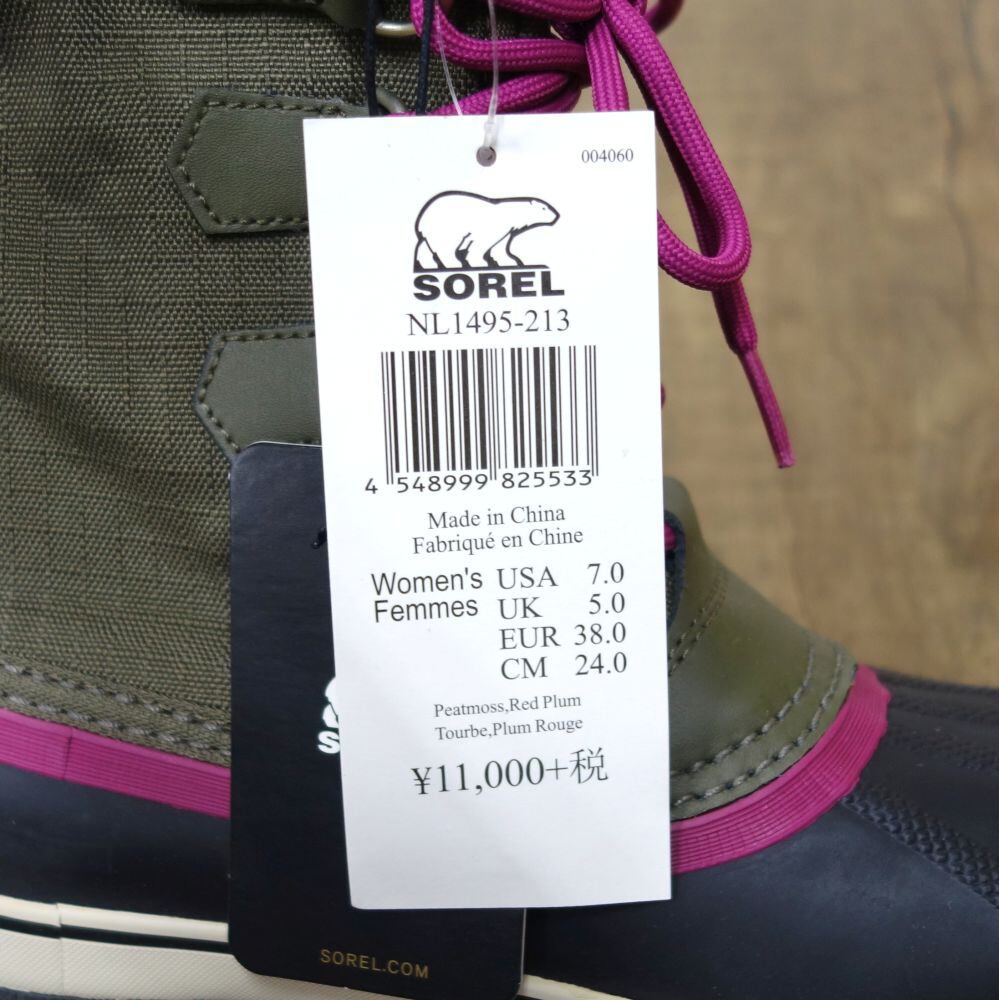 004060
SOREL
NL1495-213
4 548999 825533
Made in China
Fabriqué en Chine
Women's USA 7.0
Femmes UK 5.0
EUR 38.0
CM 24.0
Peatmoss,Red Plum
Tourbe,Plum Rouge
¥11,000+税
SOREL.COM